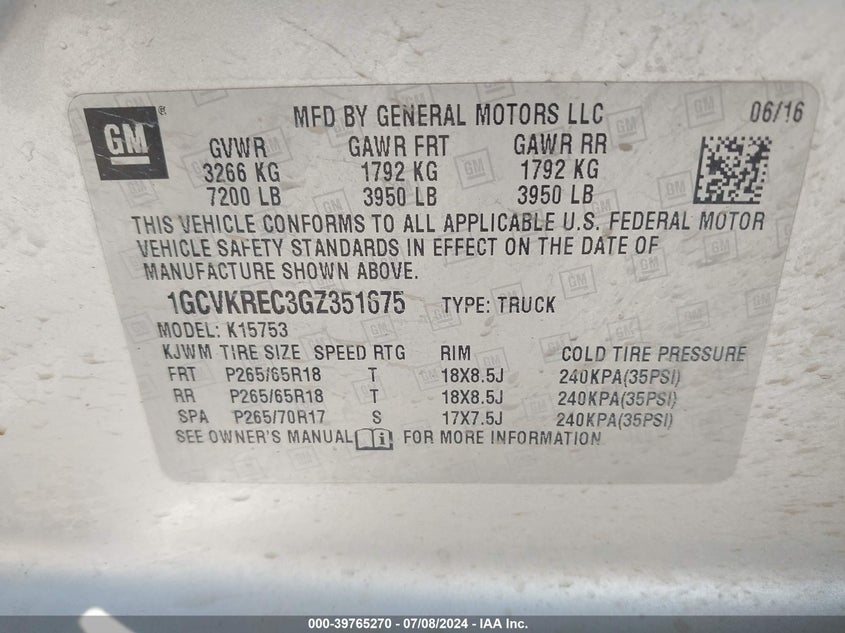 GM ®
MFD BY GENERAL MOTORS LLC 06/16
GVWR GAWR FRT GAWR RR
3266 KG 1792 KG 1792 KG
7200 LB 3950 LB 3950 LB
THIS VEHICLE CONFORMS TO ALL APPLICABLE U.S. FEDERAL MOTOR
VEHICLE SAFETY STANDARDS IN EFFECT ON THE DATE OF
MANUFACTURE SHOWN ABOVE.
1GCVKREC3GZ351675 TYPE: TRUCK
MODEL: K15753
KJWM TIRE SIZE SPEED RTG RIM COLD TIRE PRESSURE
FRT P265/65R18 T 18X8.5J 240KPA(35PSI)
RR P265/65R18 T 18X8.5J 240KPA(35PSI)
SPA P265/70R17 S 17X7.5J 240KPA(35PSI)
SEE OWNER'S MANUAL i FOR MORE INFORMATION
000-39765270 - 07/08/2024 - IAA Inc.